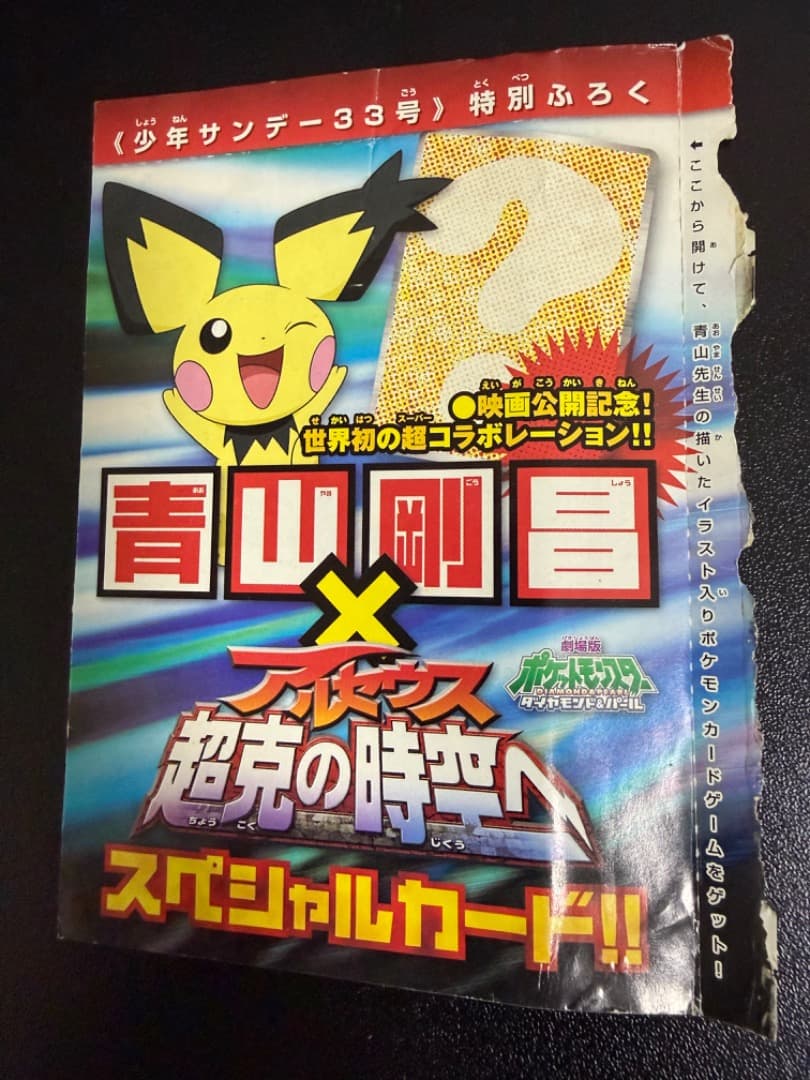 《少年サンデー33号》特別ふろく
●映画公開記念!
世界初の超コラボレーション!!
青山剛昌
×
劇場版
ポケットモンスター
DIAMOND&PEARL
ダイヤモンド&パール
アルセウス
超克の時空へ
スペシャルカード!!
⬅ここから開けて、青山先生の描いたイラスト入りポケモンカードゲームをゲット!